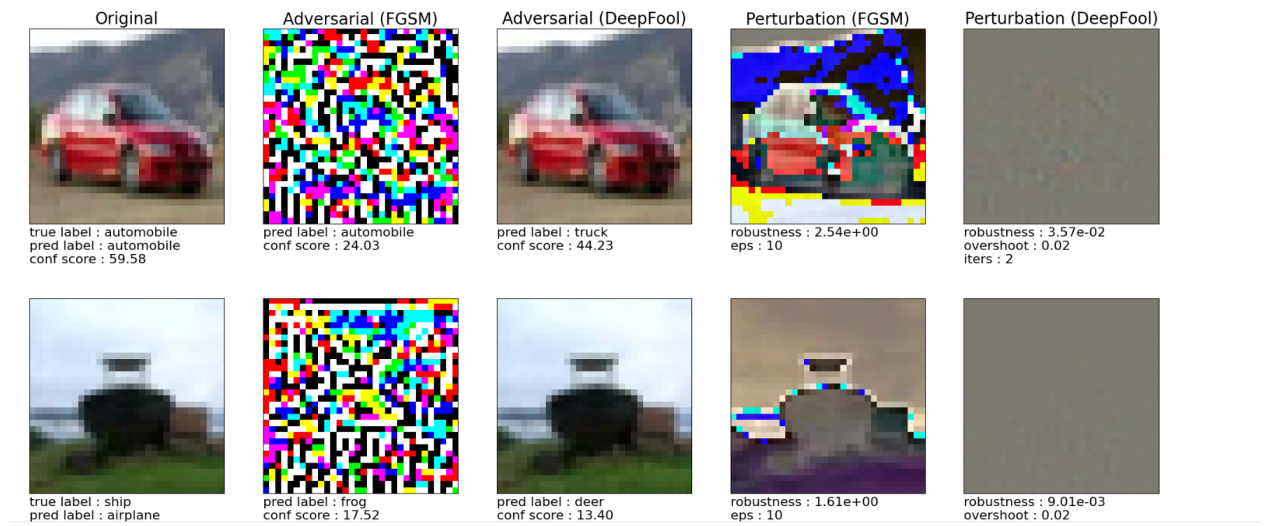 Original
Adversarial (FGSM)
Adversarial (DeepFool)
Perturbation (FGSM)
Perturbation (DeepFool)
true label : automobile
pred label : automobile
conf score : 59.58
pred label : automobile
conf score : 24.03
pred label : truck
conf score : 44.23
robustness : 2.54e+00
eps : 10
robustness : 3.57e-02
overshoot : 0.02
iters : 2
true label : ship
pred label : airplane
pred label : frog
conf score : 17.52
pred label : deer
conf score : 13.40
robustness : 1.61e+00
eps : 10
robustness : 9.01e-03
overshoot : 0.02